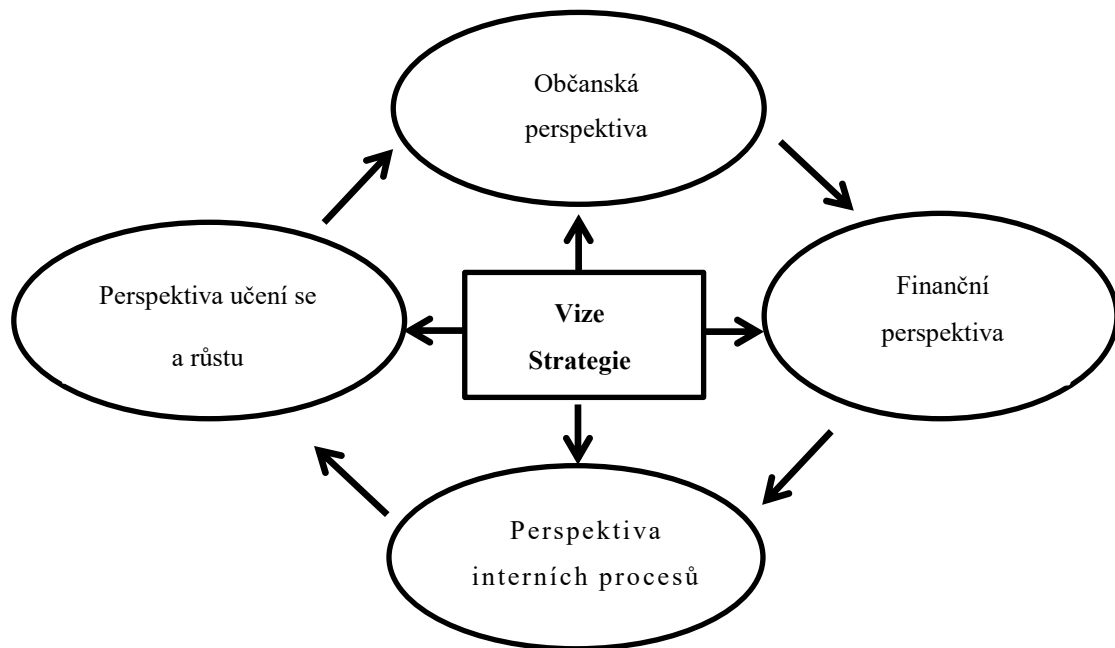 Občanská
perspektiva
Perspektiva učení se
a růstu
Vize
Strategie
Finanční
perspektiva
Perspektiva
interních procesů